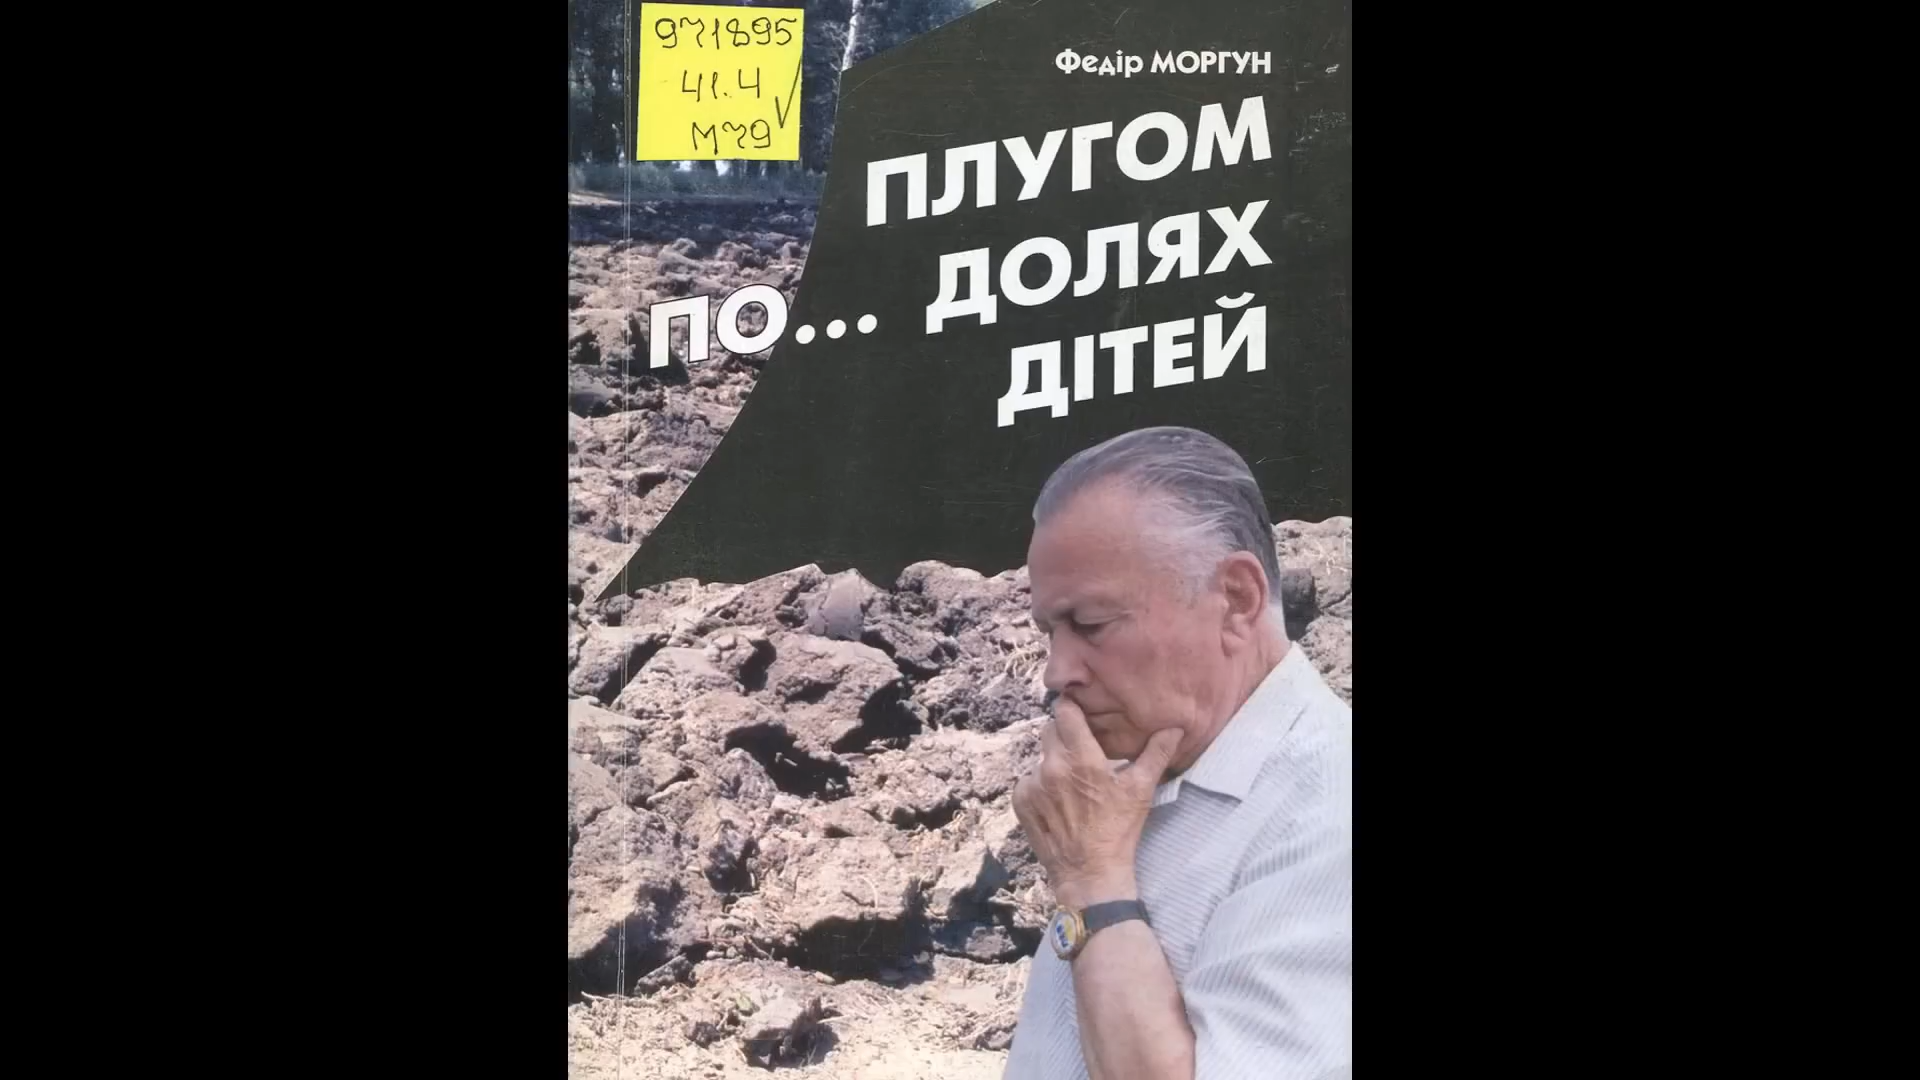 971895
41.4
М79
Федір МОРГУН
ПЛУГОМ
ПО... ДОЛЯХ
ДІТЕЙ